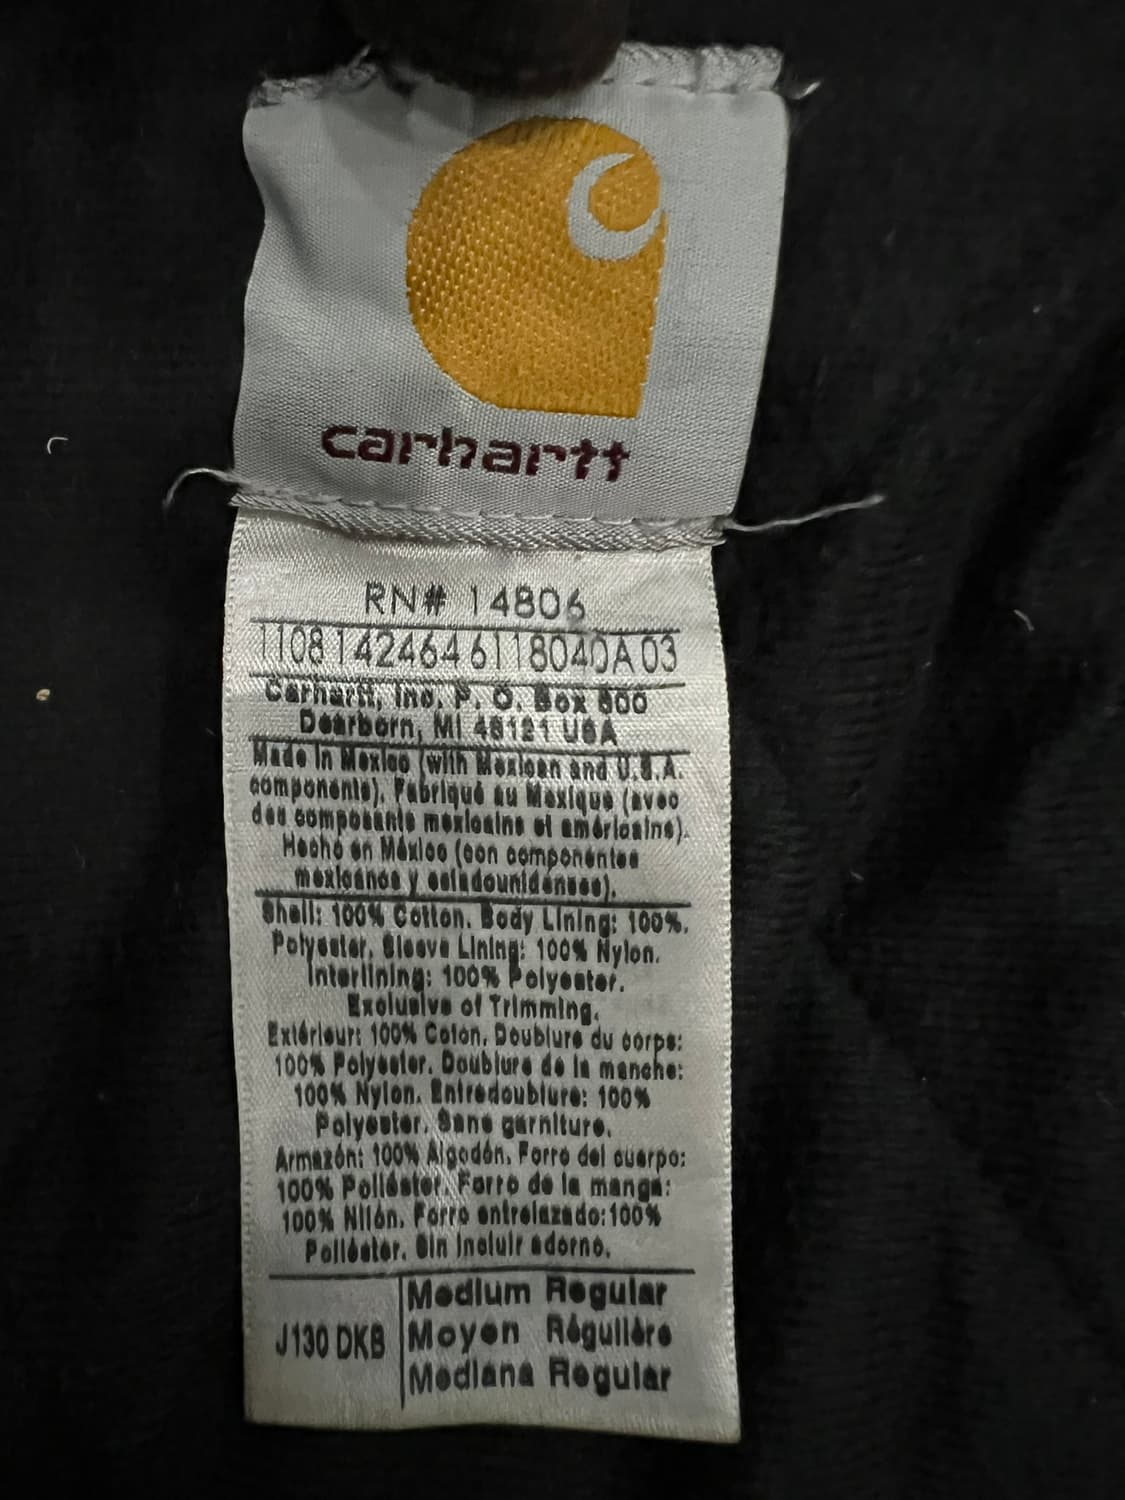 carhartt
RN# 14806
1108142464611804DA03
Carhartt, Inc. P. O. Box 600
Dearborn, MI 48121 USA
Made In Mexico (with Mexican and U.S.A.
components). Fabriqué au Mexique (avec
des composants mexicains et américains).
Hecho en México (con componentes
mexicanos y estadounidenses).
Shell: 100% Cotton. Body Lining: 100%.
Polyester. Sleeve Lining: 100% Nylon.
Interlining: 100% Polyester.
Exclusive of Trimming.
Extérieur: 100% Coton. Doublure du corps:
100% Polyester. Doublure de la manche:
100% Nylon. Entredoublure: 100%
Polyester. Sans garniture.
Armazón: 100% Algodón. Forro del cuerpo:
100% Poliéster. Forro de la manga:
100% Nilón. Forro entrelazado:100%
Poliéster. Sin incluir adorno.
J130 DKB
Medium Regular
Moyen Régulière
Mediana Regular